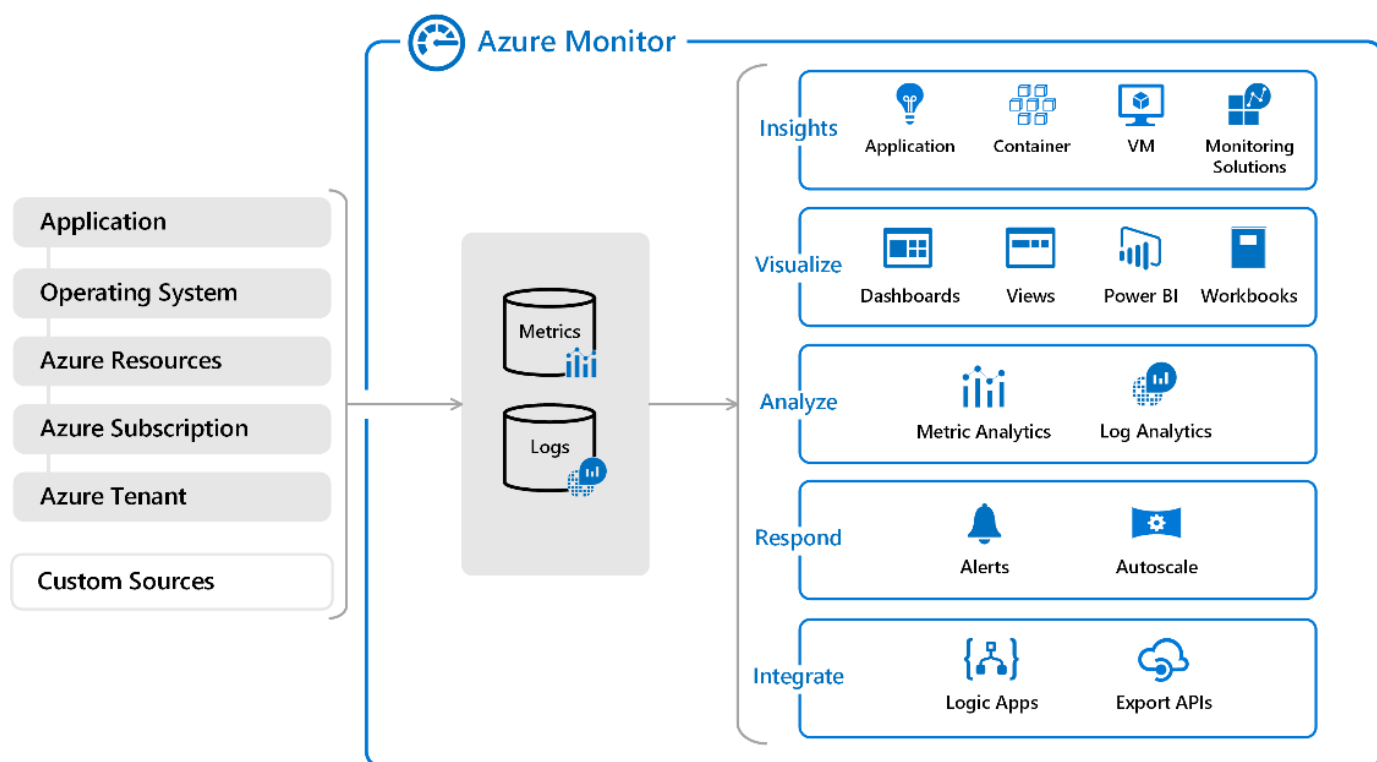 Azure Monitor
Application
Operating System
Azure Resources
Azure Subscription
Azure Tenant
Custom Sources
Metrics
Logs
Insights
Application
Container
VM
Monitoring
Solutions
Visualize
Dashboards
Views
Power BI
Workbooks
Analyze
Metric Analytics
Log Analytics
Respond
Alerts
Autoscale
Integrate
Logic Apps
Export APIs